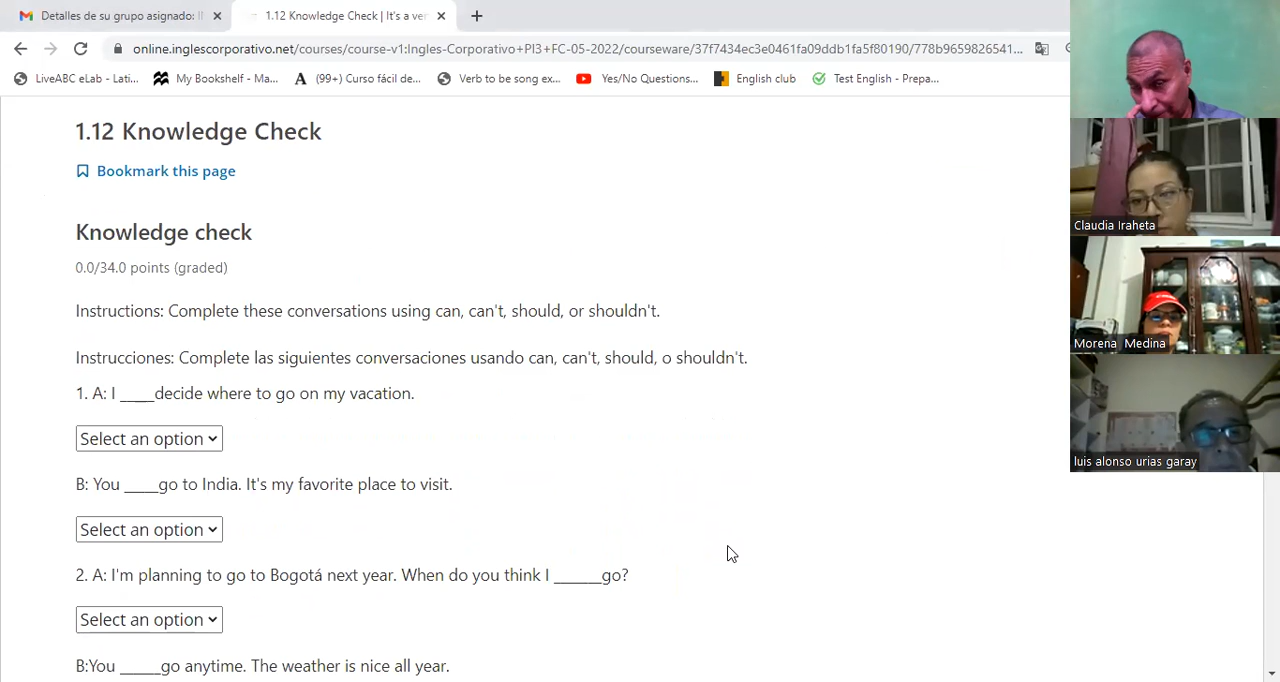 Detalles de su grupo asignado: I
1.12 Knowledge Check | It's a ver
online.inglescorporativo.net/courses/course-v1:Ingles-Corporativo+PI3+FC-05-2022/courseware/37f7434ec3e0461fa09ddb1fa5f80190/778b9659826541...
LiveABC eLab - Lati... My Bookshelf - Ma... (99+) Curso fácil de... Verb to be song ex... Yes/No Questions... English club Test English - Prepa...
1.12 Knowledge Check
Bookmark this page
Knowledge check
0.0/34.0 points (graded)
Instructions: Complete these conversations using can, can't, should, or shouldn't.
Instrucciones: Complete las siguientes conversaciones usando can, can't, should, o shouldn't.
1. A: I _____decide where to go on my vacation.
Select an option
B: You _____go to India. It's my favorite place to visit.
Select an option
2. A: I'm planning to go to Bogotá next year. When do you think I _______go?
Select an option
B:You ______go anytime. The weather is nice all year.
Claudia Iraheta
Morena Medina
luis alonso urias garay